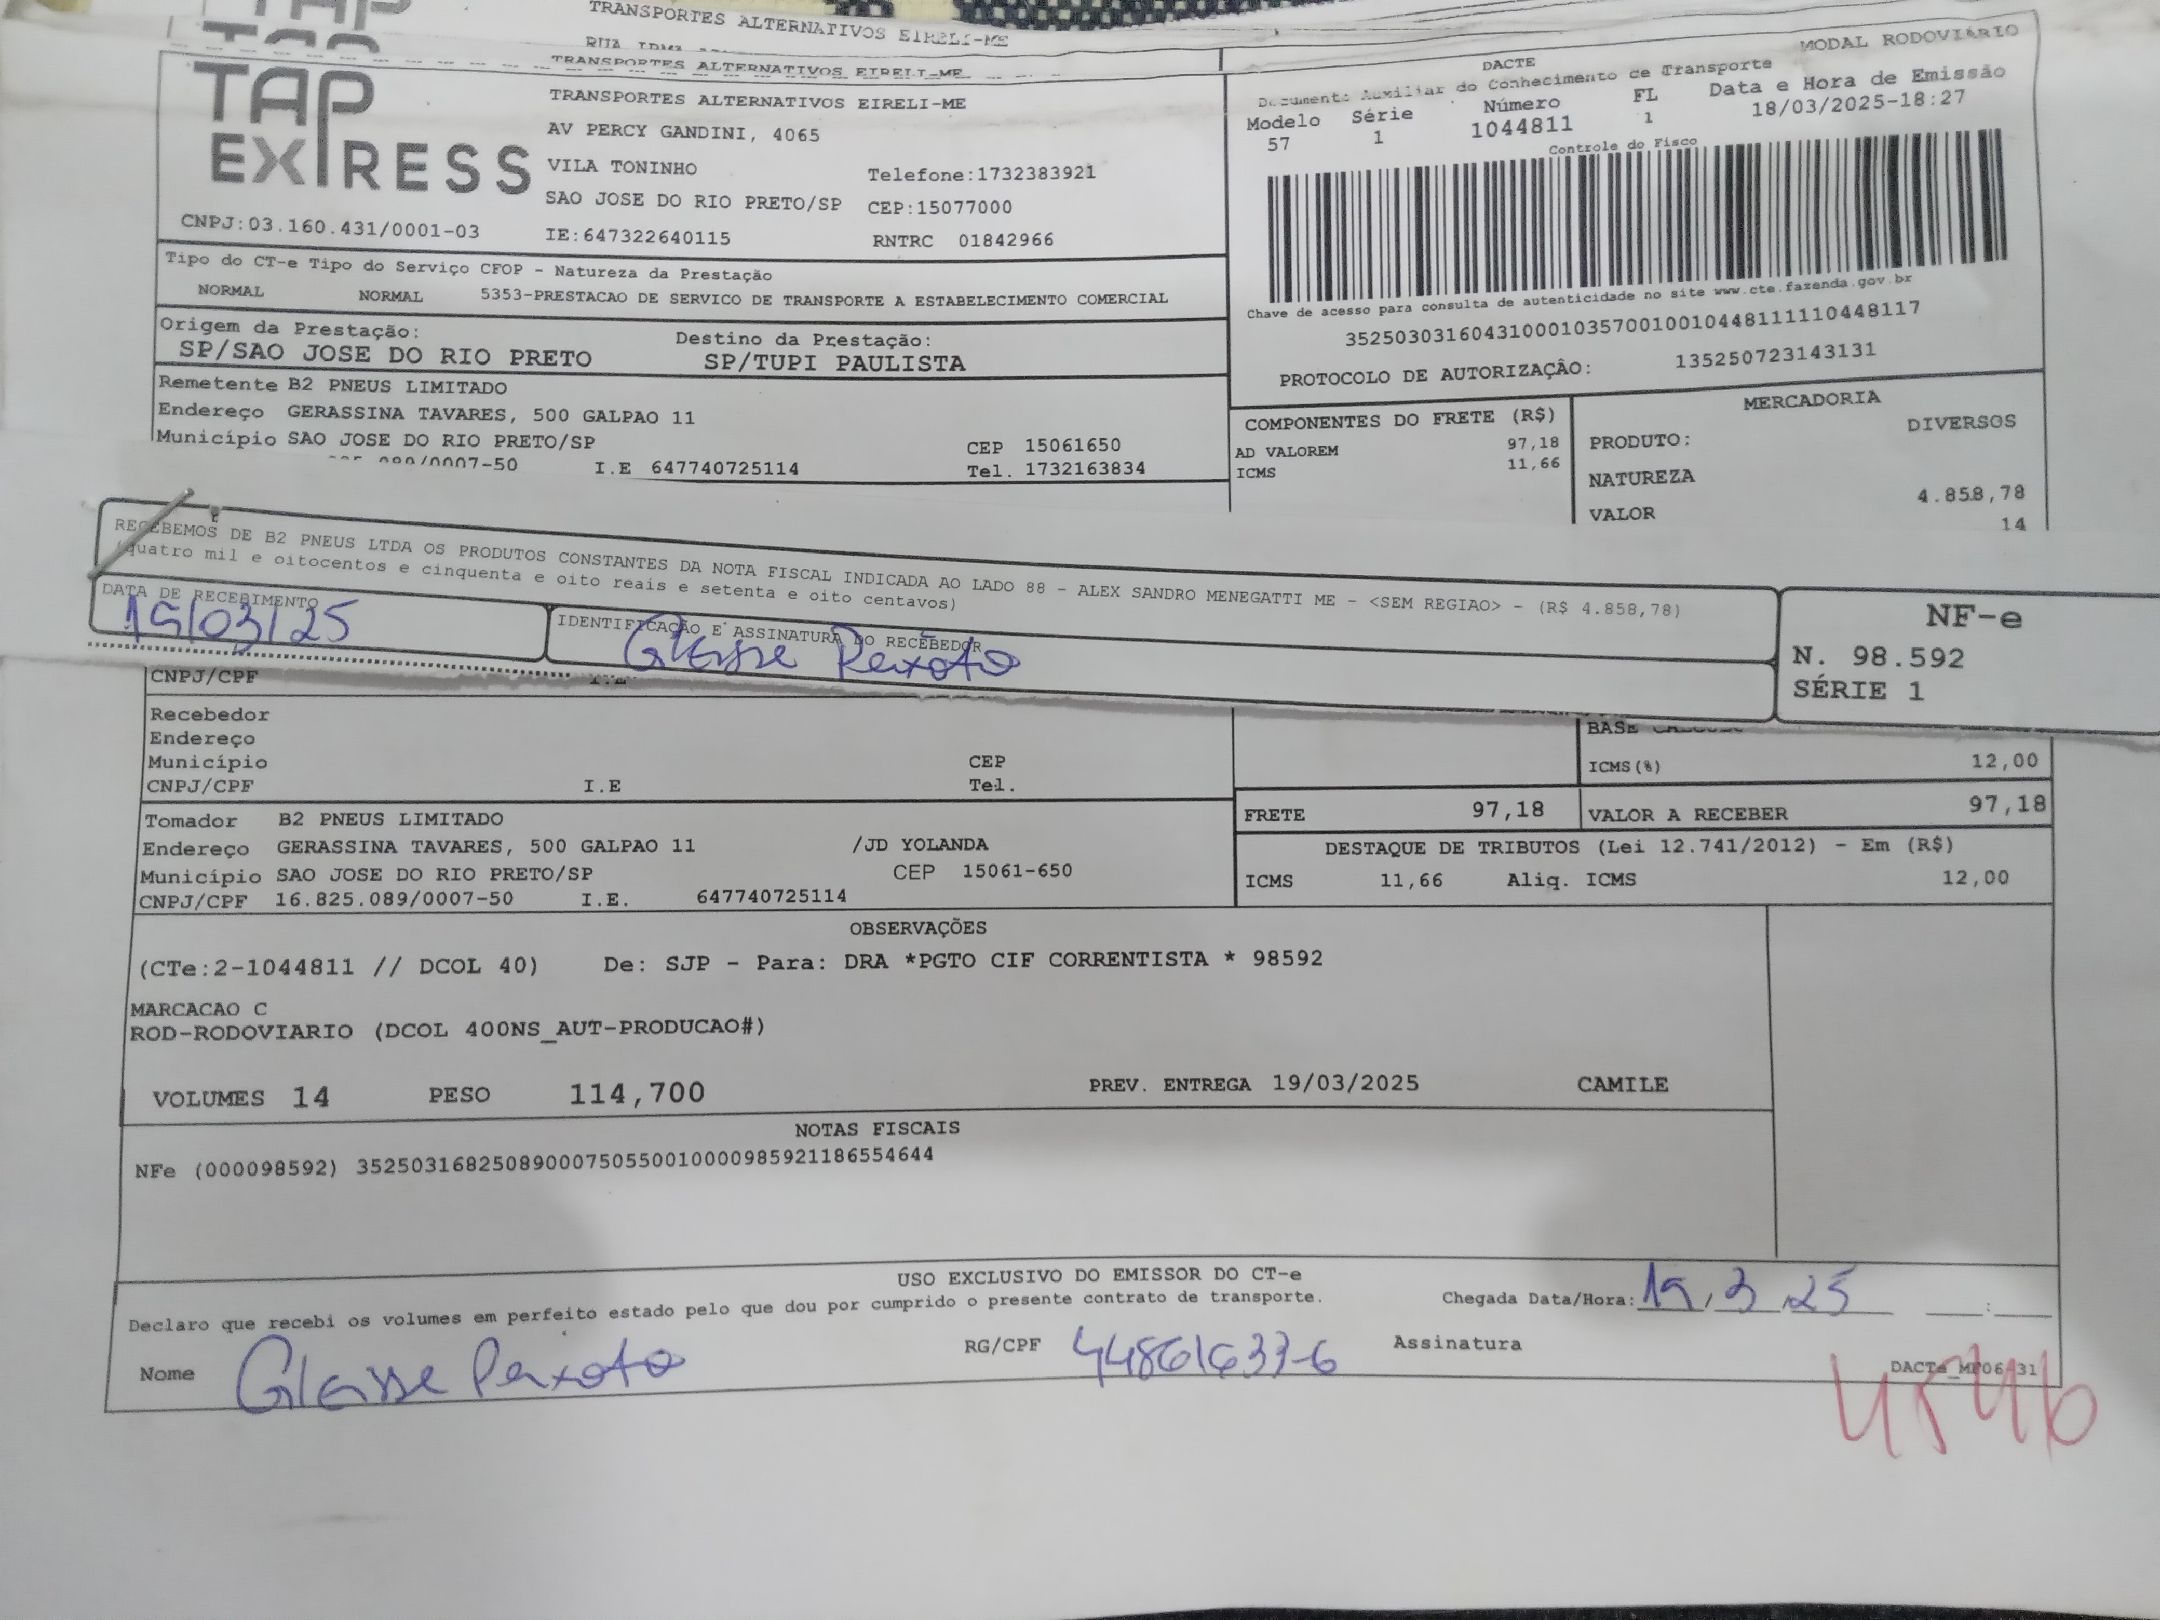 TRANSPORTES ALTERNATIVOS EIRELI-ME
TRANSPORTES ALTERNATIVOS EIRELI-ME
TAP EXPRESS
TRANSPORTES ALTERNATIVOS EIRELI-ME
AV PERCY GANDINI, 4065
VILA TONINHO Telefone:1732383921
SAO JOSE DO RIO PRETO/SP CEP:15077000
CNPJ:03.160.431/0001-03 IE:647322640115 RNTRC 01842966
MODAL RODOVIÁRIO
DACTE
Documento Auxiliar do Conhecimento de Transporte
Modelo Série Número FL Data e Hora de Emissão
57 1 1044811 1 18/03/2025-18:27
Controle do Fisco
Chave de acesso para consulta de autenticidade no site www.cte.fazenda.gov.br
35250303160431000103570010010448111110448117
PROTOCOLO DE AUTORIZAÇÂO: 135250723143131
Tipo do CT-e Tipo do Serviço CFOP - Natureza da Prestação
NORMAL NORMAL 5353-PRESTACAO DE SERVICO DE TRANSPORTE A ESTABELECIMENTO COMERCIAL
Origem da Prestação: Destino da Prestação:
SP/SAO JOSE DO RIO PRETO SP/TUPI PAULISTA
Remetente B2 PNEUS LIMITADO
Endereço GERASSINA TAVARES, 500 GALPAO 11
Município SAO JOSE DO RIO PRETO/SP CEP 15061650
089/0007-50 I.E 647740725114 Tel. 1732163834
COMPONENTES DO FRETE (R$)
AD VALOREM 97,18
ICMS 11,66
MERCADORIA
PRODUTO: DIVERSOS
NATUREZA
VALOR 4.858,78
14
RECEBEMOS DE B2 PNEUS LTDA OS PRODUTOS CONSTANTES DA NOTA FISCAL INDICADA AO LADO 88 - ALEX SANDRO MENEGATTI ME - <SEM REGIAO> - (R$ 4.858,78)
(quatro mil e oitocentos e cinquenta e oito reais e setenta e oito centavos)
DATA DE RECEBIMENTO IDENTIFICAÇÃO E ASSINATURA DO RECEBEDOR
19/03/25 Gleisse Peixoto
NF-e
N. 98.592
SÉRIE 1
CNPJ/CPF
Recebedor
Endereço
Município CEP
CNPJ/CPF I.E Tel.
BASE
ICMS(%) 12,00
FRETE 97,18 VALOR A RECEBER 97,18
Tomador B2 PNEUS LIMITADO
Endereço GERASSINA TAVARES, 500 GALPAO 11 /JD YOLANDA
Município SAO JOSE DO RIO PRETO/SP CEP 15061-650
CNPJ/CPF 16.825.089/0007-50 I.E. 647740725114
DESTAQUE DE TRIBUTOS (Lei 12.741/2012) - Em (R$)
ICMS 11,66 Aliq. ICMS 12,00
OBSERVAÇÕES
(CTe:2-1044811 // DCOL 40) De: SJP - Para: DRA *PGTO CIF CORRENTISTA * 98592
MARCACAO C
ROD-RODOVIARIO (DCOL 400NS_AUT-PRODUCAO#)
VOLUMES 14 PESO 114,700 PREV. ENTREGA 19/03/2025 CAMILE
NOTAS FISCAIS
NFe (000098592) 35250316825089000750550010000985921186554644
USO EXCLUSIVO DO EMISSOR DO CT-e
Declaro que recebi os volumes em perfeito estado pelo que dou por cumprido o presente contrato de transporte. Chegada Data/Hora: 19/3/25 :
Nome Gleisse Peixoto RG/CPF 44861633-6 Assinatura